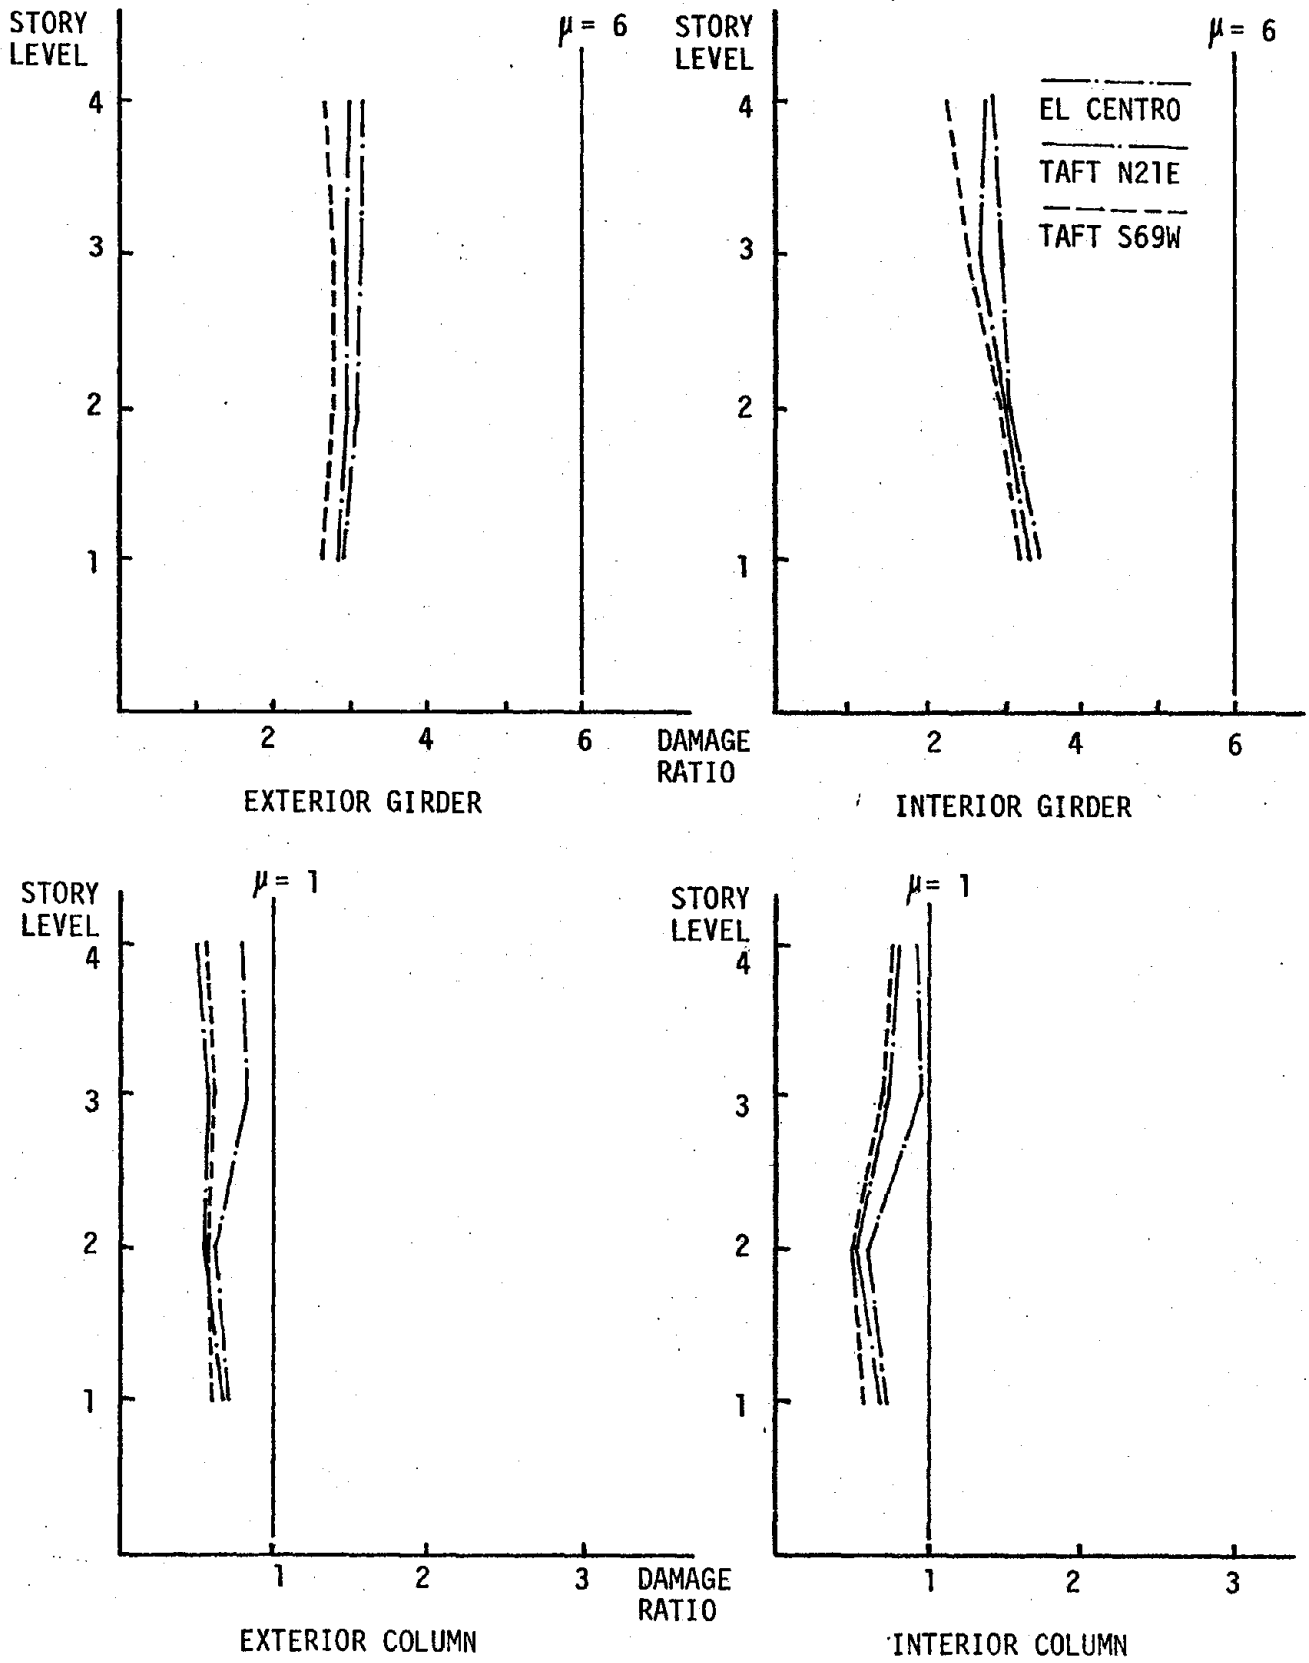 STORY
LEVEL
μ = 6
4
3
2
1
2
4
6
DAMAGE
RATIO
EXTERIOR GIRDER
STORY
LEVEL
μ = 6
EL CENTRO
TAFT N21E
TAFT S69W
4
3
2
1
2
4
6
INTERIOR GIRDER
STORY
LEVEL
μ = 1
4
3
2
1
1
2
3
DAMAGE
RATIO
EXTERIOR COLUMN
STORY
LEVEL
μ = 1
4
3
2
1
1
2
3
INTERIOR COLUMN